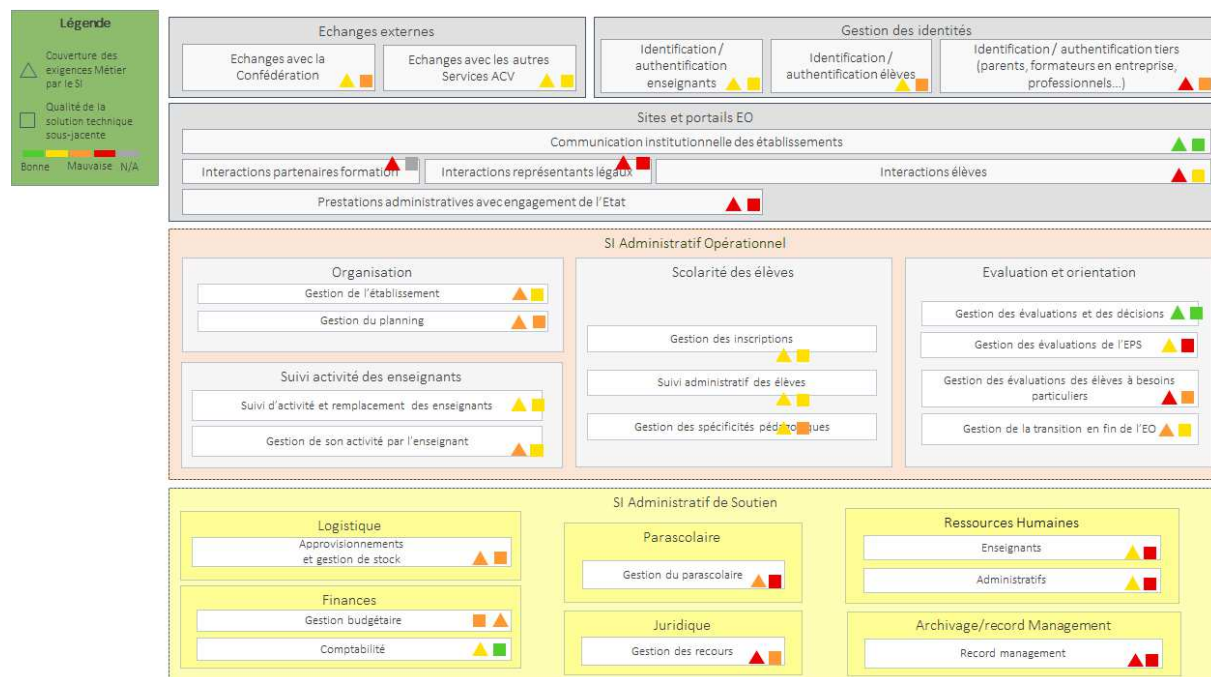 Légende
Couverture des
exigences Métier
par le SI
Qualité de la
solution technique
sous-jacente
Bonne Mauvaise N/A
Echanges externes
Echanges avec la
Confédération
Echanges avec les autres
Services ACV
Gestion des identités
Identification /
authentification
enseignants
Identification /
authentification élèves
Identification / authentification tiers
(parents, formateurs en entreprise,
professionnels...)
Sites et portails EO
Communication institutionnelle des établissements
Interactions partenaires formation
Interactions représentants légaux
Interactions élèves
Prestations administratives avec engagement de l'Etat
SI Administratif Opérationnel
Organisation
Gestion de l'établissement
Gestion du planning
Suivi activité des enseignants
Suivi d'activité et remplacement des enseignants
Gestion de son activité par l'enseignant
Scolarité des élèves
Gestion des inscriptions
Suivi administratif des élèves
Gestion des spécificités pédagogiques
Evaluation et orientation
Gestion des évaluations et des décisions
Gestion des évaluations de l'EPS
Gestion des évaluations des élèves à besoins
particuliers
Gestion de la transition en fin de l'EO
SI Administratif de Soutien
Logistique
Approvisionnements
et gestion de stock
Finances
Gestion budgétaire
Comptabilité
Parascolaire
Gestion du parascolaire
Juridique
Gestion des recours
Ressources Humaines
Enseignants
Administratifs
Archivage/record Management
Record management